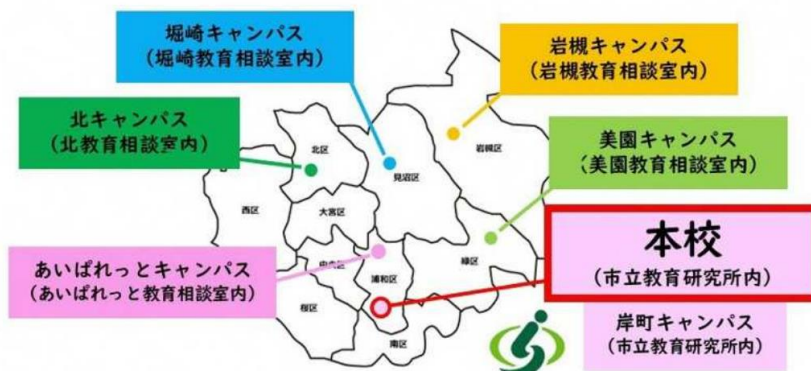 堀崎キャンパス
（堀崎教育相談室内）
岩槻キャンパス
（岩槻教育相談室内）
北キャンパス
（北教育相談室内）
美園キャンパス
（美園教育相談室内）
北区
見沼区
岩槻区
西区
大宮区
本校
（市立教育研究所内）
あいぱれっとキャンパス
（あいぱれっと教育相談室内）
浦和区
緑区
桜区
南区
岸町キャンパス
（市立教育研究所内）